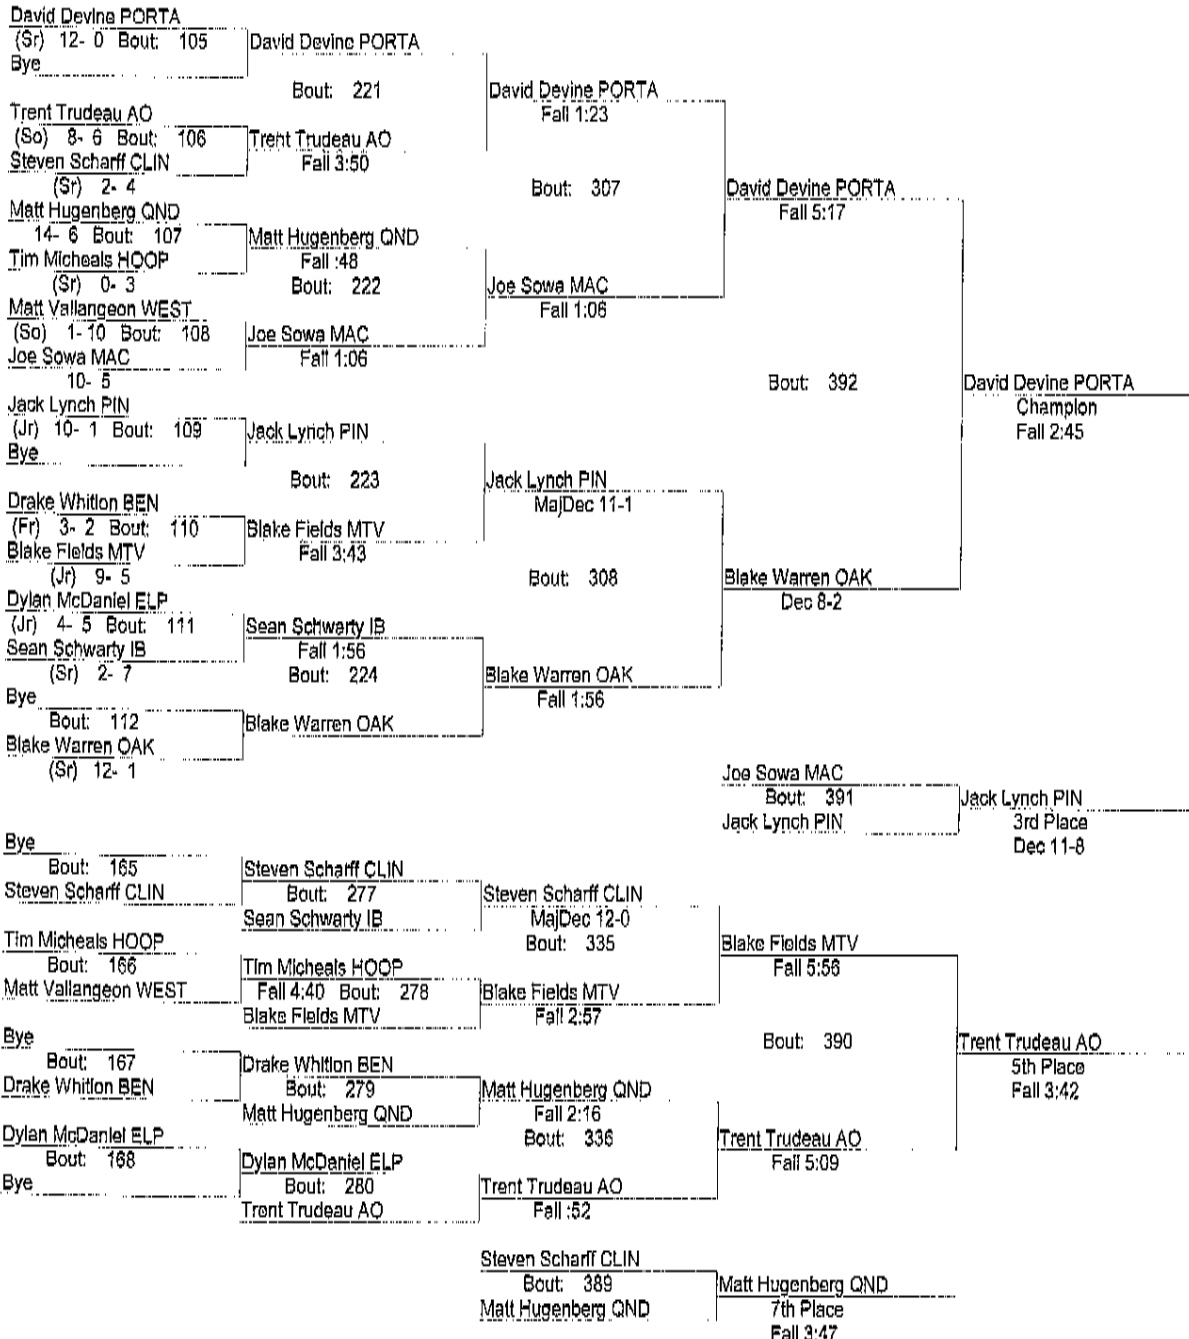 David Devine PORTA
(Sr) 12- 0 Bout: 105
Bye
David Devine PORTA
Bout: 221
Trent Trudeau AO
(So) 8- 6 Bout: 106
Steven Scharff CLIN
(Sr) 2- 4
Trent Trudeau AO
Fall 3:50
David Devine PORTA
Fall 1:23
Bout: 307
Matt Hugenberg QND
14- 6 Bout: 107
Tim Micheals HOOP
(Sr) 0- 3
Matt Hugenberg QND
Fall :48
Bout: 222
Matt Vallangeon WEST
(So) 1- 10 Bout: 108
Joe Sowa MAC
10- 5
Joe Sowa MAC
Fall 1:06
Joe Sowa MAC
Fall 1:06
David Devine PORTA
Fall 5:17
Bout: 392
David Devine PORTA
Champion
Fall 2:45
Jack Lynch PIN
(Jr) 10- 1 Bout: 109
Bye
Jack Lynch PIN
Bout: 223
Drake Whitlon BEN
(Fr) 3- 2 Bout: 110
Blake Fields MTV
(Jr) 9- 5
Blake Fields MTV
Fall 3:43
Jack Lynch PIN
MajDec 11-1
Bout: 308
Dylan McDaniel ELP
(Jr) 4- 5 Bout: 111
Sean Schwarty IB
(Sr) 2- 7
Sean Schwarty IB
Fall 1:56
Bout: 224
Bye
Bout: 112
Blake Warren OAK
(Sr) 12- 1
Blake Warren OAK
Blake Warren OAK
Fall 1:56
Blake Warren OAK
Dec 8-2
Joe Sowa MAC
Bout: 391
Jack Lynch PIN
Jack Lynch PIN
3rd Place
Dec 11-8
Bye
Bout: 165
Steven Scharff CLIN
Steven Scharff CLIN
Bout: 277
Sean Schwarty IB
Steven Scharff CLIN
MajDec 12-0
Bout: 335
Tim Micheals HOOP
Bout: 166
Matt Vallangeon WEST
Tim Micheals HOOP
Fall 4:40 Bout: 278
Blake Fields MTV
Blake Fields MTV
Fall 2:57
Blake Fields MTV
Fall 5:56
Bout: 390
Bye
Bout: 167
Drake Whitlon BEN
Drake Whitlon BEN
Bout: 279
Matt Hugenberg QND
Matt Hugenberg QND
Fall 2:16
Bout: 336
Dylan McDaniel ELP
Bout: 168
Bye
Dylan McDaniel ELP
Bout: 280
Trent Trudeau AO
Trent Trudeau AO
Fall :52
Trent Trudeau AO
Fall 5:09
Trent Trudeau AO
5th Place
Fall 3:42
Steven Scharff CLIN
Bout: 389
Matt Hugenberg QND
Matt Hugenberg QND
7th Place
Fall 3:47